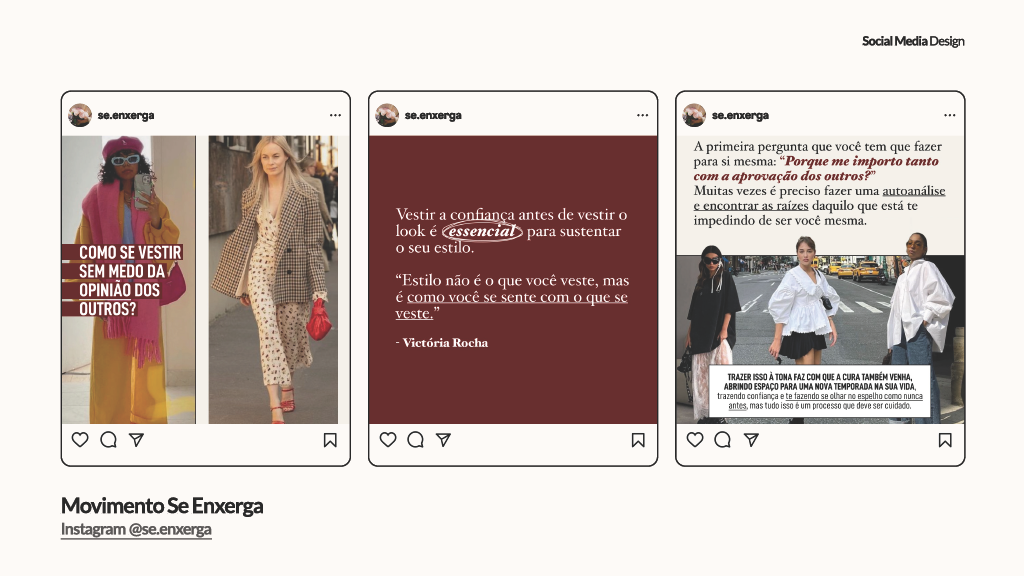 Social Media Design
se.enxerga
COMO SE VESTIR
SEM MEDO DA
OPINIÃO DOS
OUTROS?
se.enxerga
Vestir a confiança antes de vestir o
look é essencial para sustentar
o seu estilo.
“Estilo não é o que você veste, mas
é como você se sente com o que se
veste.”
- Victória Rocha
se.enxerga
A primeira pergunta que você tem que fazer
para si mesma: “Porque me importo tanto
com a aprovação dos outros?”
Muitas vezes é preciso fazer uma autoanálise
e encontrar as raízes daquilo que está te
impedindo de ser você mesma.
TRAZER ISSO À TONA FAZ COM QUE A CURA TAMBÉM VENHA,
ABRINDO ESPAÇO PARA UMA NOVA TEMPORADA NA SUA VIDA,
trazendo confiança e te fazendo se olhar no espelho como nunca
antes, mas tudo isso é um processo que deve ser cuidado.
Movimento Se Enxerga
Instagram @se.enxerga